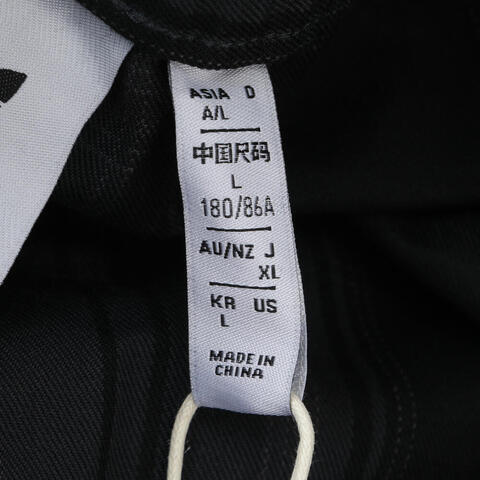 ASIA D
A/L
中国尺码
L
180/86A
AU/NZ J
XL
KR US
L
MADE IN
CHINA